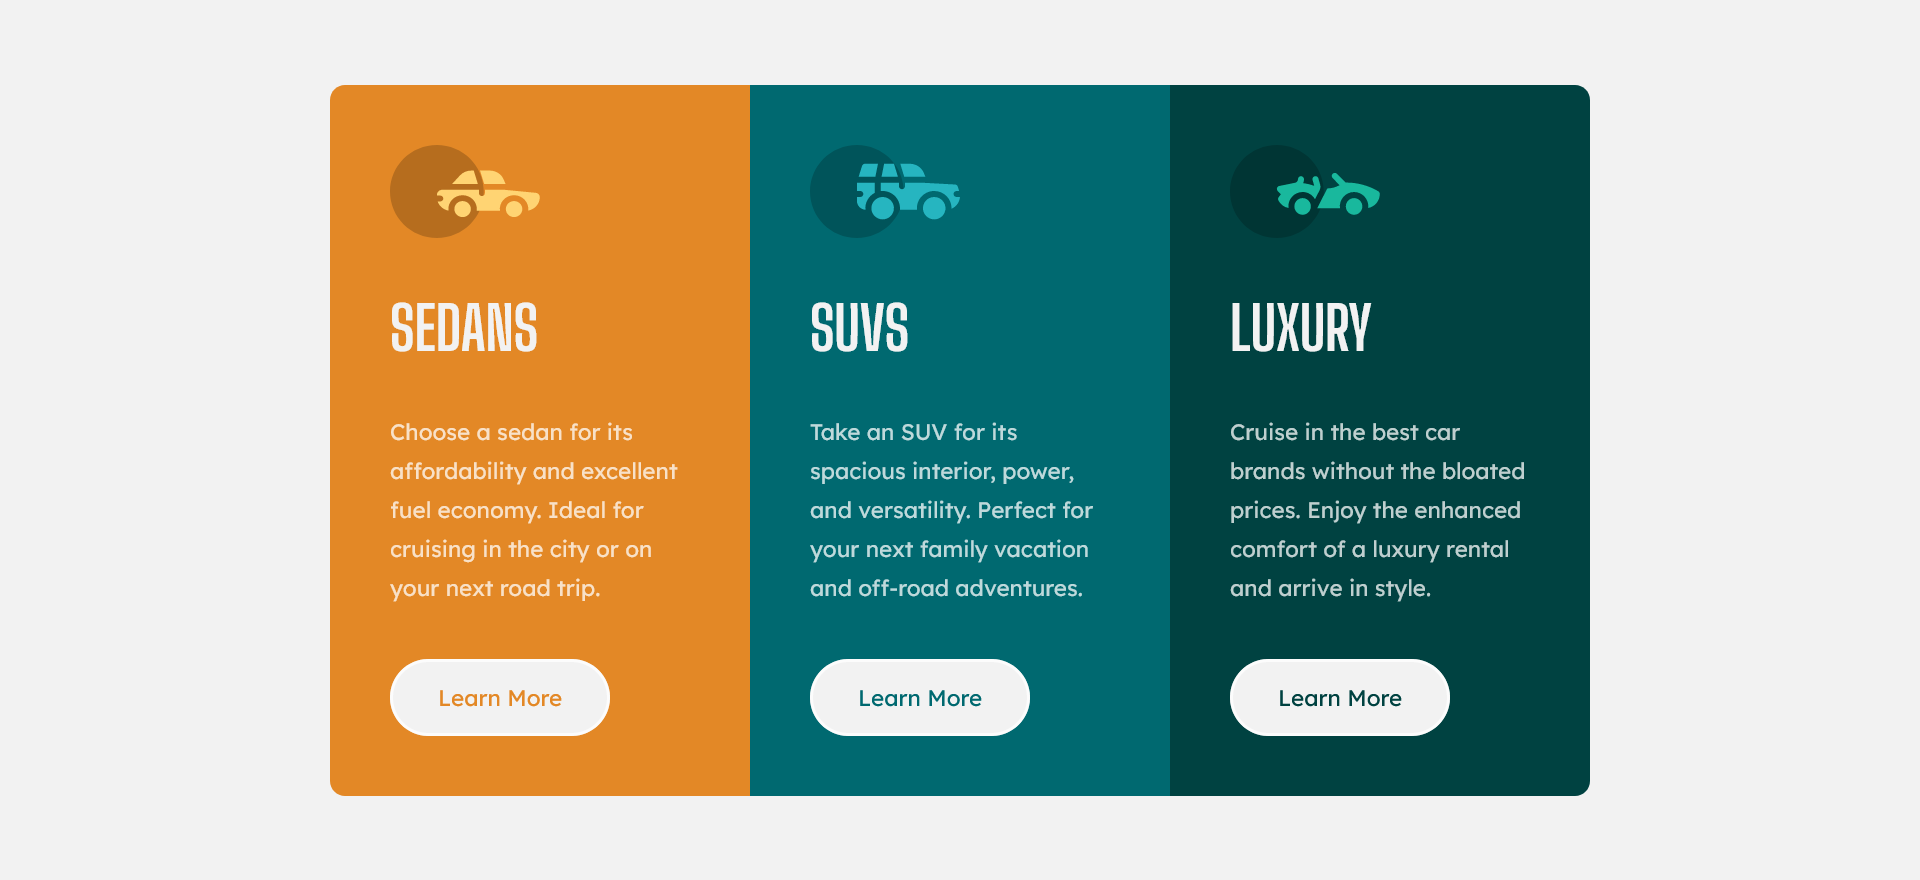 SEDANS
Choose a sedan for its
affordability and excellent
fuel economy. Ideal for
cruising in the city or on
your next road trip.
Learn More
SUVS
Take an SUV for its
spacious interior, power,
and versatility. Perfect for
your next family vacation
and off-road adventures.
Learn More
LUXURY
Cruise in the best car
brands without the bloated
prices. Enjoy the enhanced
comfort of a luxury rental
and arrive in style.
Learn More